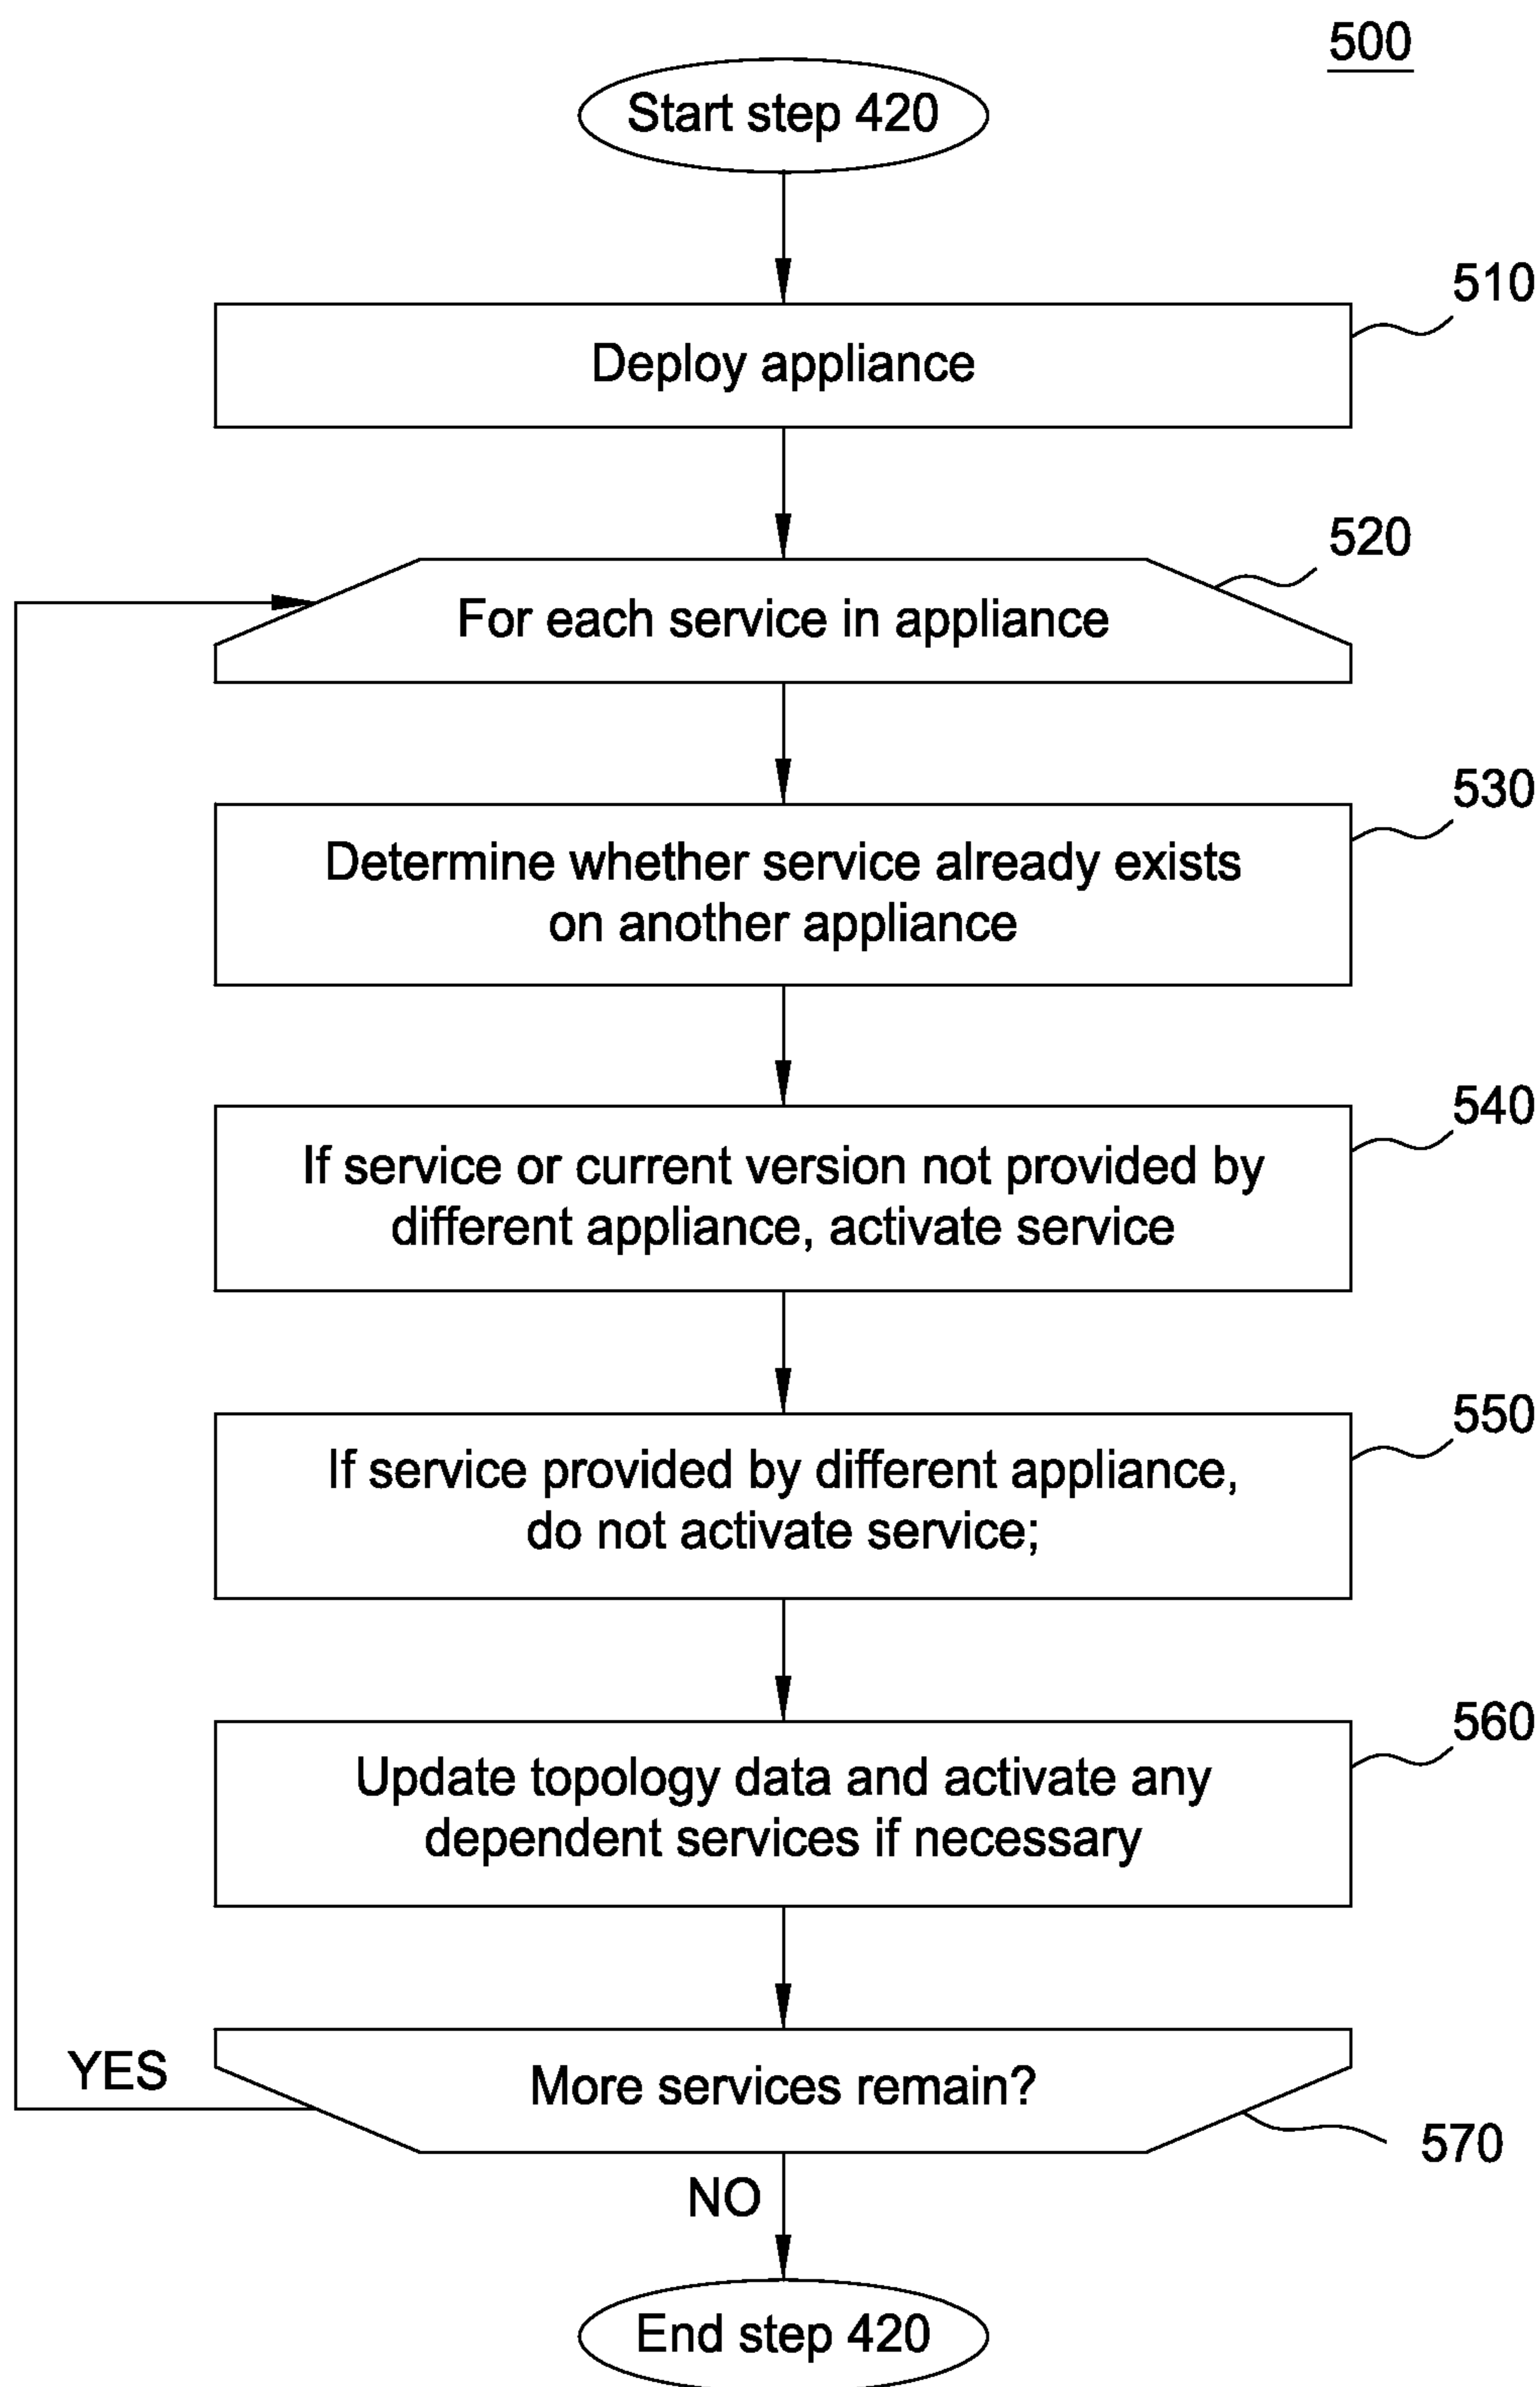 500
Start step 420
510
Deploy appliance
520
For each service in appliance
530
Determine whether service already exists
on another appliance
540
If service or current version not provided by
different appliance, activate service
550
If service provided by different appliance,
do not activate service;
560
Update topology data and activate any
dependent services if necessary
YES
More services remain?
570
NO
End step 420